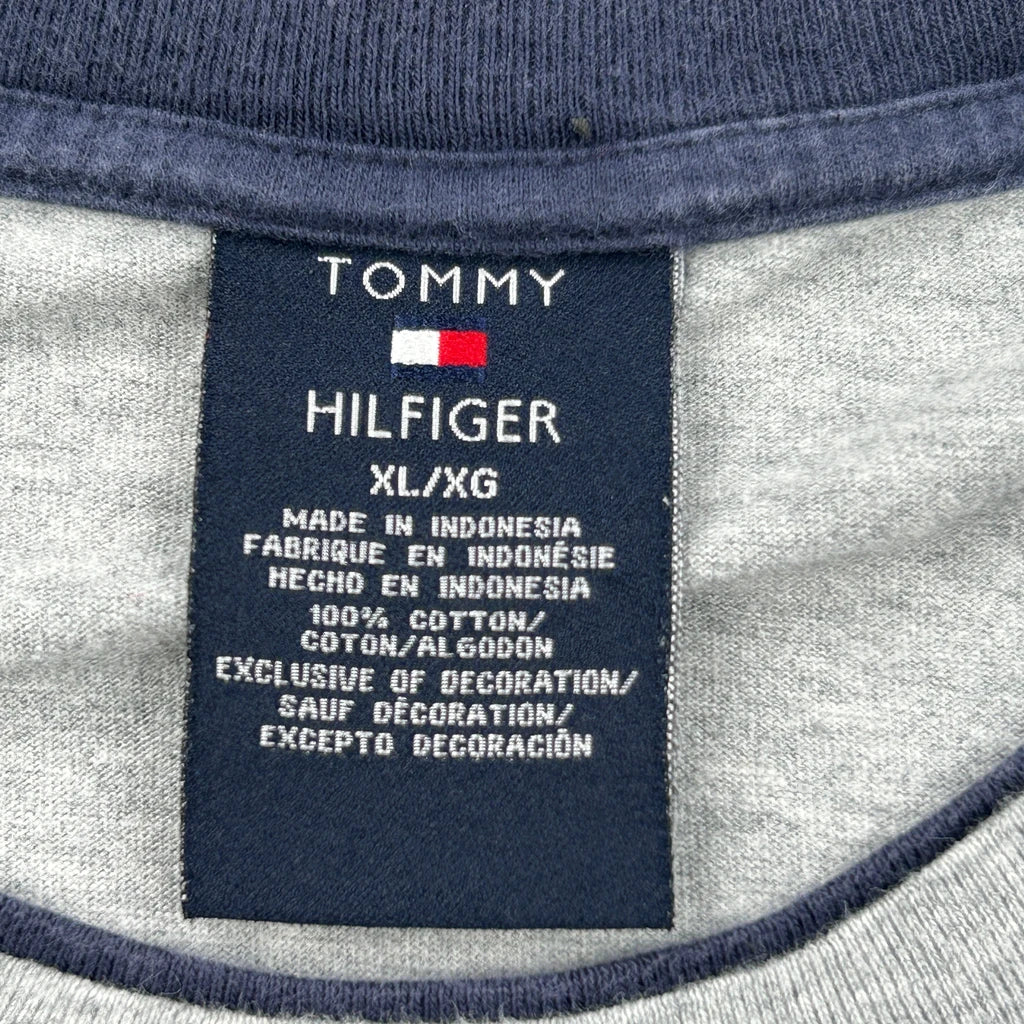 TOMMY
HILFIGER
XL/XG
MADE IN INDONESIA
FABRIQUE EN INDONÉSIE
HECHO EN INDONESIA
100% COTTON/
COTON/ALGODÓN
EXCLUSIVE OF DECORATION/
SAUF DÉCORATION/
EXCEPTO DECORACIÓN